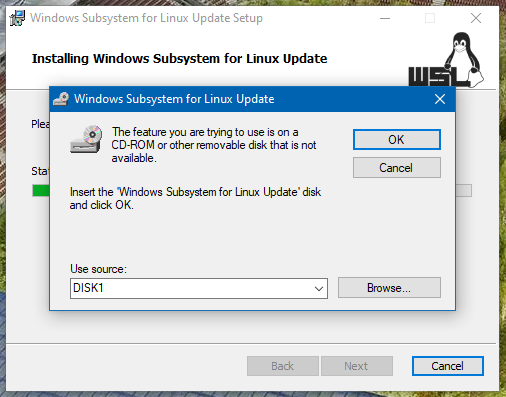 Windows Subsystem for Linux Update Setup
Installing Windows Subsystem for Linux Update
WSL
Windows Subsystem for Linux Update
The feature you are trying to use is on a
CD-ROM or other removable disk that is not
available.
OK
Cancel
Insert the 'Windows Subsystem for Linux Update' disk
and click OK.
Use source:
DISK1
Browse...
Back
Next
Cancel